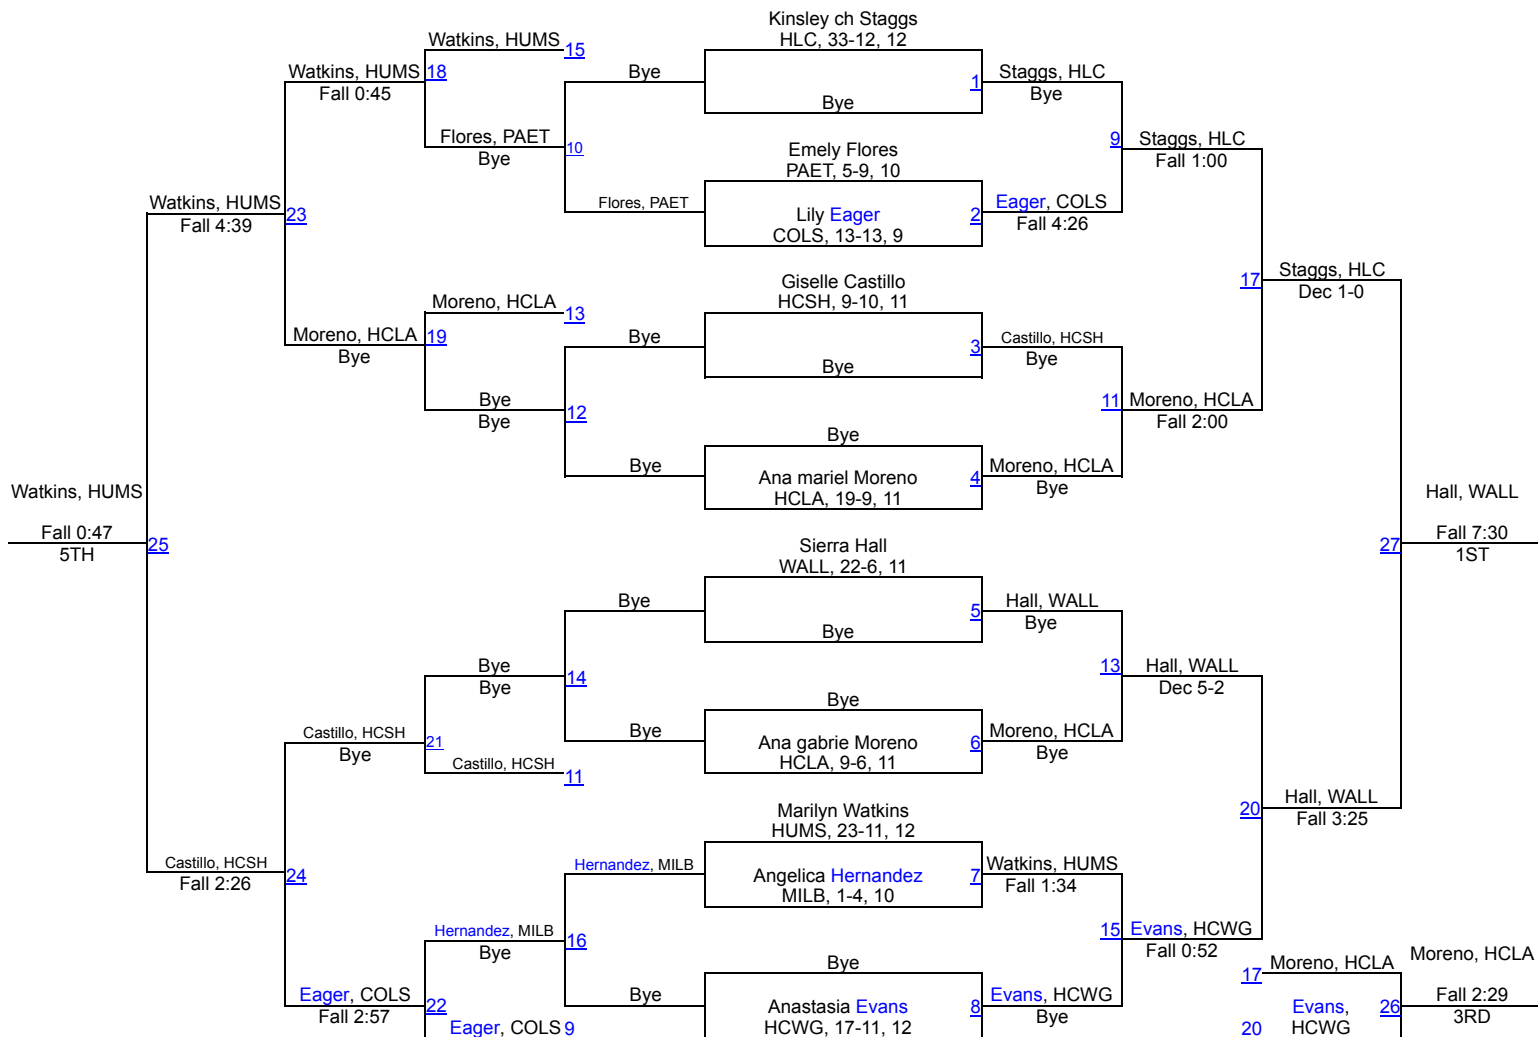 Kinsley ch Staggs
HLC, 33-12, 12
Watkins, HUMS
15
Watkins, HUMS
18
Fall 0:45
Bye
1
Staggs, HLC
Bye
Bye
Flores, PAET
Bye
10
Emely Flores
PAET, 5-9, 10
9
Staggs, HLC
Fall 1:00
Watkins, HUMS
Fall 4:39
23
Flores, PAET
Lily Eager
COLS, 13-13, 9
2
Eager, COLS
Fall 4:26
Giselle Castillo
HCSH, 9-10, 11
17
Staggs, HLC
Dec 1-0
Moreno, HCLA
13
Moreno, HCLA
Bye
19
Bye
3
Castillo, HCSH
Bye
Bye
Bye
Bye
12
11
Moreno, HCLA
Fall 2:00
Bye
Bye
Ana mariel Moreno
HCLA, 19-9, 11
4
Moreno, HCLA
Bye
Watkins, HUMS
Fall 0:47
5TH
25
Hall, WALL
27
Fall 7:30
1ST
Sierra Hall
WALL, 22-6, 11
Bye
5
Hall, WALL
Bye
Bye
Bye
Bye
14
13
Hall, WALL
Dec 5-2
Bye
Castillo, HCSH
Bye
21
Bye
Ana gabrie Moreno
HCLA, 9-6, 11
6
Moreno, HCLA
Bye
Castillo, HCSH
11
Marilyn Watkins
HUMS, 23-11, 12
20
Hall, WALL
Fall 3:25
Castillo, HCSH
Fall 2:26
24
Hernandez, MILB
Angelica Hernandez
MILB, 1-4, 10
7
Watkins, HUMS
Fall 1:34
Hernandez, MILB
Bye
16
15
Evans, HCWG
Fall 0:52
Bye
17
Moreno, HCLA
Moreno, HCLA
Eager, COLS
Fall 2:57
22
Bye
Anastasia Evans
HCWG, 17-11, 12
8
Evans, HCWG
Bye
Evans,
HCWG
26
Fall 2:29
3RD
Eager, COLS
9
20